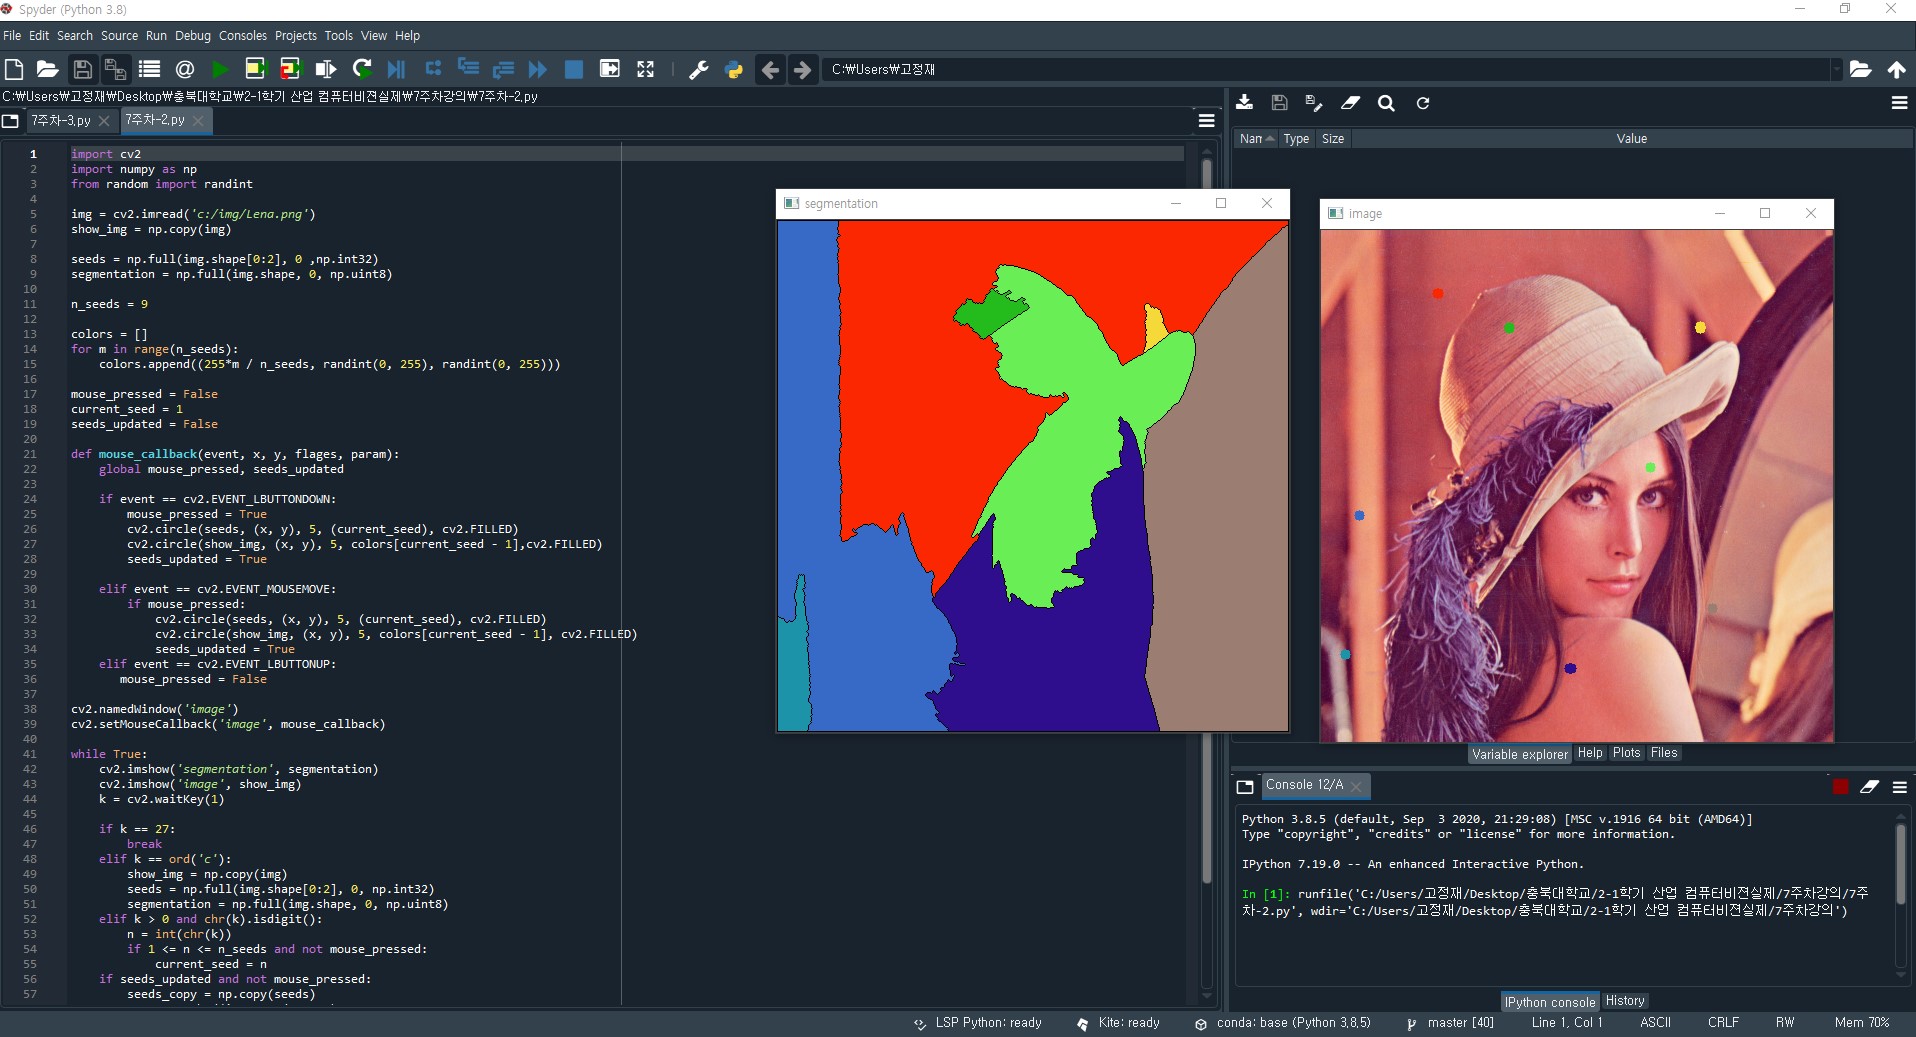 Spyder (Python 3.8)
File Edit Search Source Run Debug Consoles Projects Tools View Help
C:₩Users₩고정재
C:₩Users₩고정재₩Desktop₩충북대학교₩2-1학기 산업 컴퓨터비젼실제₩7주차강의₩7주차-2.py
7주차-3.py
7주차-2.py
1 import cv2
2 import numpy as np
3 from random import randint
4
5 img = cv2.imread('c:/img/Lena.png')
6 show_img = np.copy(img)
7
8 seeds = np.full(img.shape[0:2], 0 ,np.int32)
9 segmentation = np.full(img.shape, 0, np.uint8)
10
11 n_seeds = 9
12
13 colors = []
14 for m in range(n_seeds):
15     colors.append((255*m / n_seeds, randint(0, 255), randint(0, 255)))
16
17 mouse_pressed = False
18 current_seed = 1
19 seeds_updated = False
20
21 def mouse_callback(event, x, y, flages, param):
22     global mouse_pressed, seeds_updated
23
24     if event == cv2.EVENT_LBUTTONDOWN:
25         mouse_pressed = True
26         cv2.circle(seeds, (x, y), 5, (current_seed), cv2.FILLED)
27         cv2.circle(show_img, (x, y), 5, colors[current_seed - 1],cv2.FILLED)
28         seeds_updated = True
29
30     elif event == cv2.EVENT_MOUSEMOVE:
31         if mouse_pressed:
32             cv2.circle(seeds, (x, y), 5, (current_seed), cv2.FILLED)
33             cv2.circle(show_img, (x, y), 5, colors[current_seed - 1], cv2.FILLED)
34             seeds_updated = True
35     elif event == cv2.EVENT_LBUTTONUP:
36        mouse_pressed = False
37
38 cv2.namedWindow('image')
39 cv2.setMouseCallback('image', mouse_callback)
40
41 while True:
42     cv2.imshow('segmentation', segmentation)
43     cv2.imshow('image', show_img)
44     k = cv2.waitKey(1)
45
46     if k == 27:
47         break
48     elif k == ord('c'):
49         show_img = np.copy(img)
50         seeds = np.full(img.shape[0:2], 0, np.int32)
51         segmentation = np.full(img.shape, 0, np.uint8)
52     elif k > 0 and chr(k).isdigit():
53         n = int(chr(k))
54         if 1 <= n <= n_seeds and not mouse_pressed:
55             current_seed = n
56     if seeds_updated and not mouse_pressed:
57         seeds_copy = np.copy(seeds)
segmentation
image
Nam Type Size Value
Variable explorer Help Plots Files
Console 12/A
Python 3.8.5 (default, Sep  3 2020, 21:29:08) [MSC v.1916 64 bit (AMD64)]
Type "copyright", "credits" or "license" for more information.
IPython 7.19.0 -- An enhanced Interactive Python.
In [1]: runfile('C:/Users/고정재/Desktop/충북대학교/2-1학기 산업 컴퓨터비젼실제/7주차강의/7주
차-2.py', wdir='C:/Users/고정재/Desktop/충북대학교/2-1학기 산업 컴퓨터비젼실제/7주차강의')
IPython console History
LSP Python: ready Kite: ready conda: base (Python 3.8.5) master [40] Line 1, Col 1 ASCII CRLF RW Mem 70%